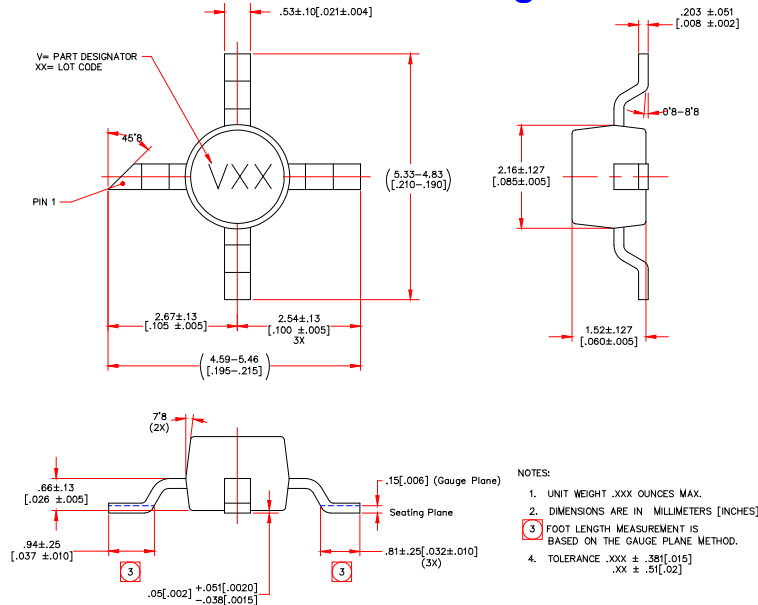 .53±.10[.021±.004]
.203 ±.051
[.008 ±.002]
V= PART DESIGNATOR
XX= LOT CODE
45°8
0°8-8°8
VXX
PIN 1
5.33-4.83
[.210-.190]
2.16±.127
[.085±.005]
2.67±.13
[.105 ±.005]
2.54±.13
[.100 ±.005]
3X
1.52±.127
[.060±.005]
(4.59-5.46
[.195-.215])
7°8
(2X)
.66±.13
[.026 ±.005]
.15[.006] (Gauge Plane)
Seating Plane
.94±.25
[.037 ±.010]
.81±.25[.032±.010]
(3X)
3
3
.05[.002] +.051[.0020]
-.038[.0015]
NOTES:
1. UNIT WEIGHT .XXX OUNCES MAX.
2. DIMENSIONS ARE IN MILLIMETERS [INCHES]
3 FOOT LENGTH MEASUREMENT IS
BASED ON THE GAUGE PLANE METHOD.
4. TOLERANCE .XXX ± .381[.015]
.XX ± .51[.02]